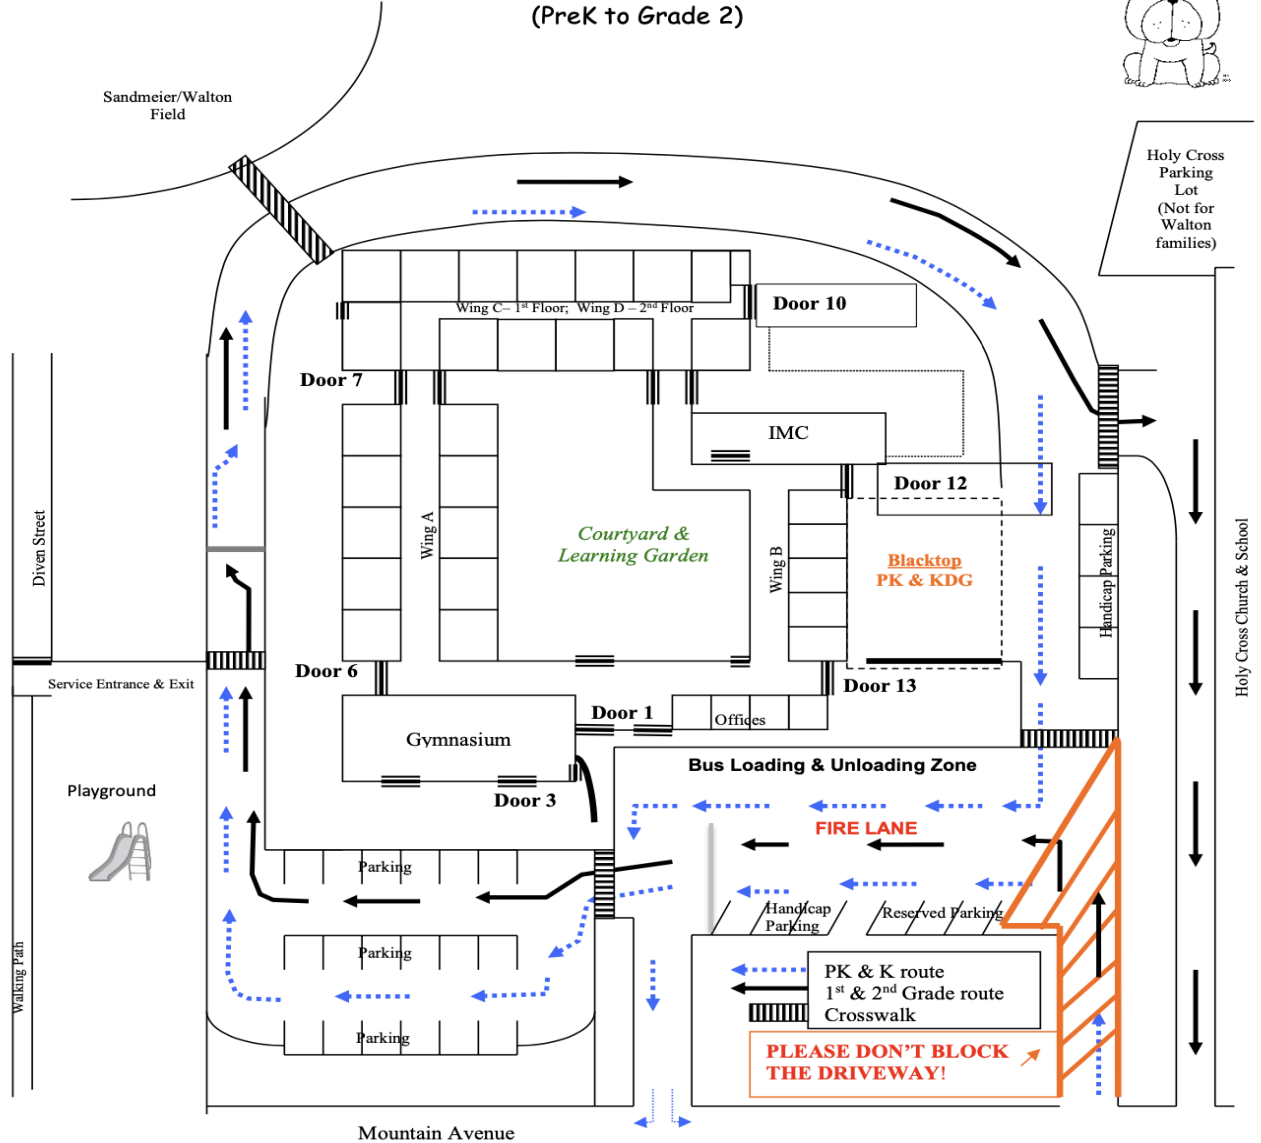 (PreK to Grade 2)
Sandmeier/Walton
Field
Holy Cross
Parking
Lot
(Not for
Walton
families)
Wing C– 1st Floor;  Wing D – 2nd Floor
Door 10
Door 7
IMC
Door 12
Diven Street
Wing A
Courtyard &
Learning Garden
Wing B
Blacktop
PK & KDG
Handicap Parking
Holy Cross Church & School
Door 6
Service Entrance & Exit
Door 13
Door 1
Offices
Gymnasium
Bus Loading & Unloading Zone
Playground
Door 3
FIRE LANE
Parking
Handicap
Parking
Reserved Parking
Parking
Walking Path
PK & K route
1st & 2nd Grade route
Crosswalk
Parking
PLEASE DON'T BLOCK
THE DRIVEWAY!
Mountain Avenue